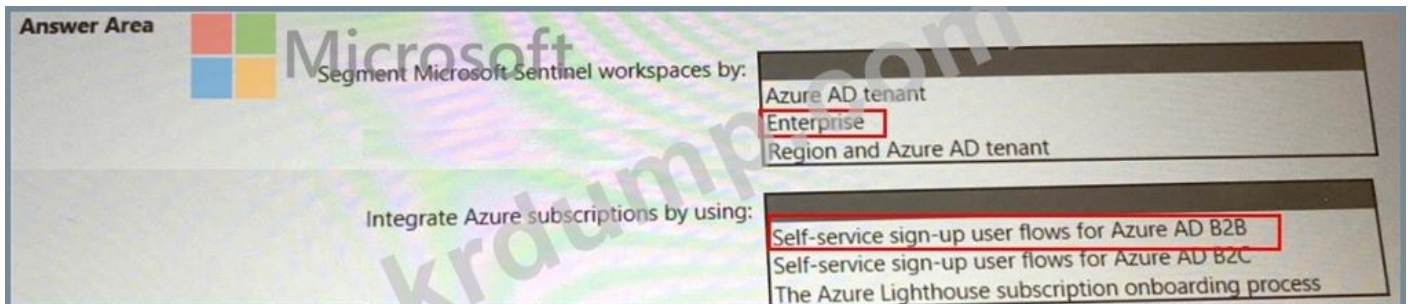 Answer Area
Microsoft
Segment Microsoft Sentinel workspaces by:
Azure AD tenant
Enterprise
Region and Azure AD tenant
Integrate Azure subscriptions by using:
Self-service sign-up user flows for Azure AD B2B
Self-service sign-up user flows for Azure AD B2C
The Azure Lighthouse subscription onboarding process
krdump.com